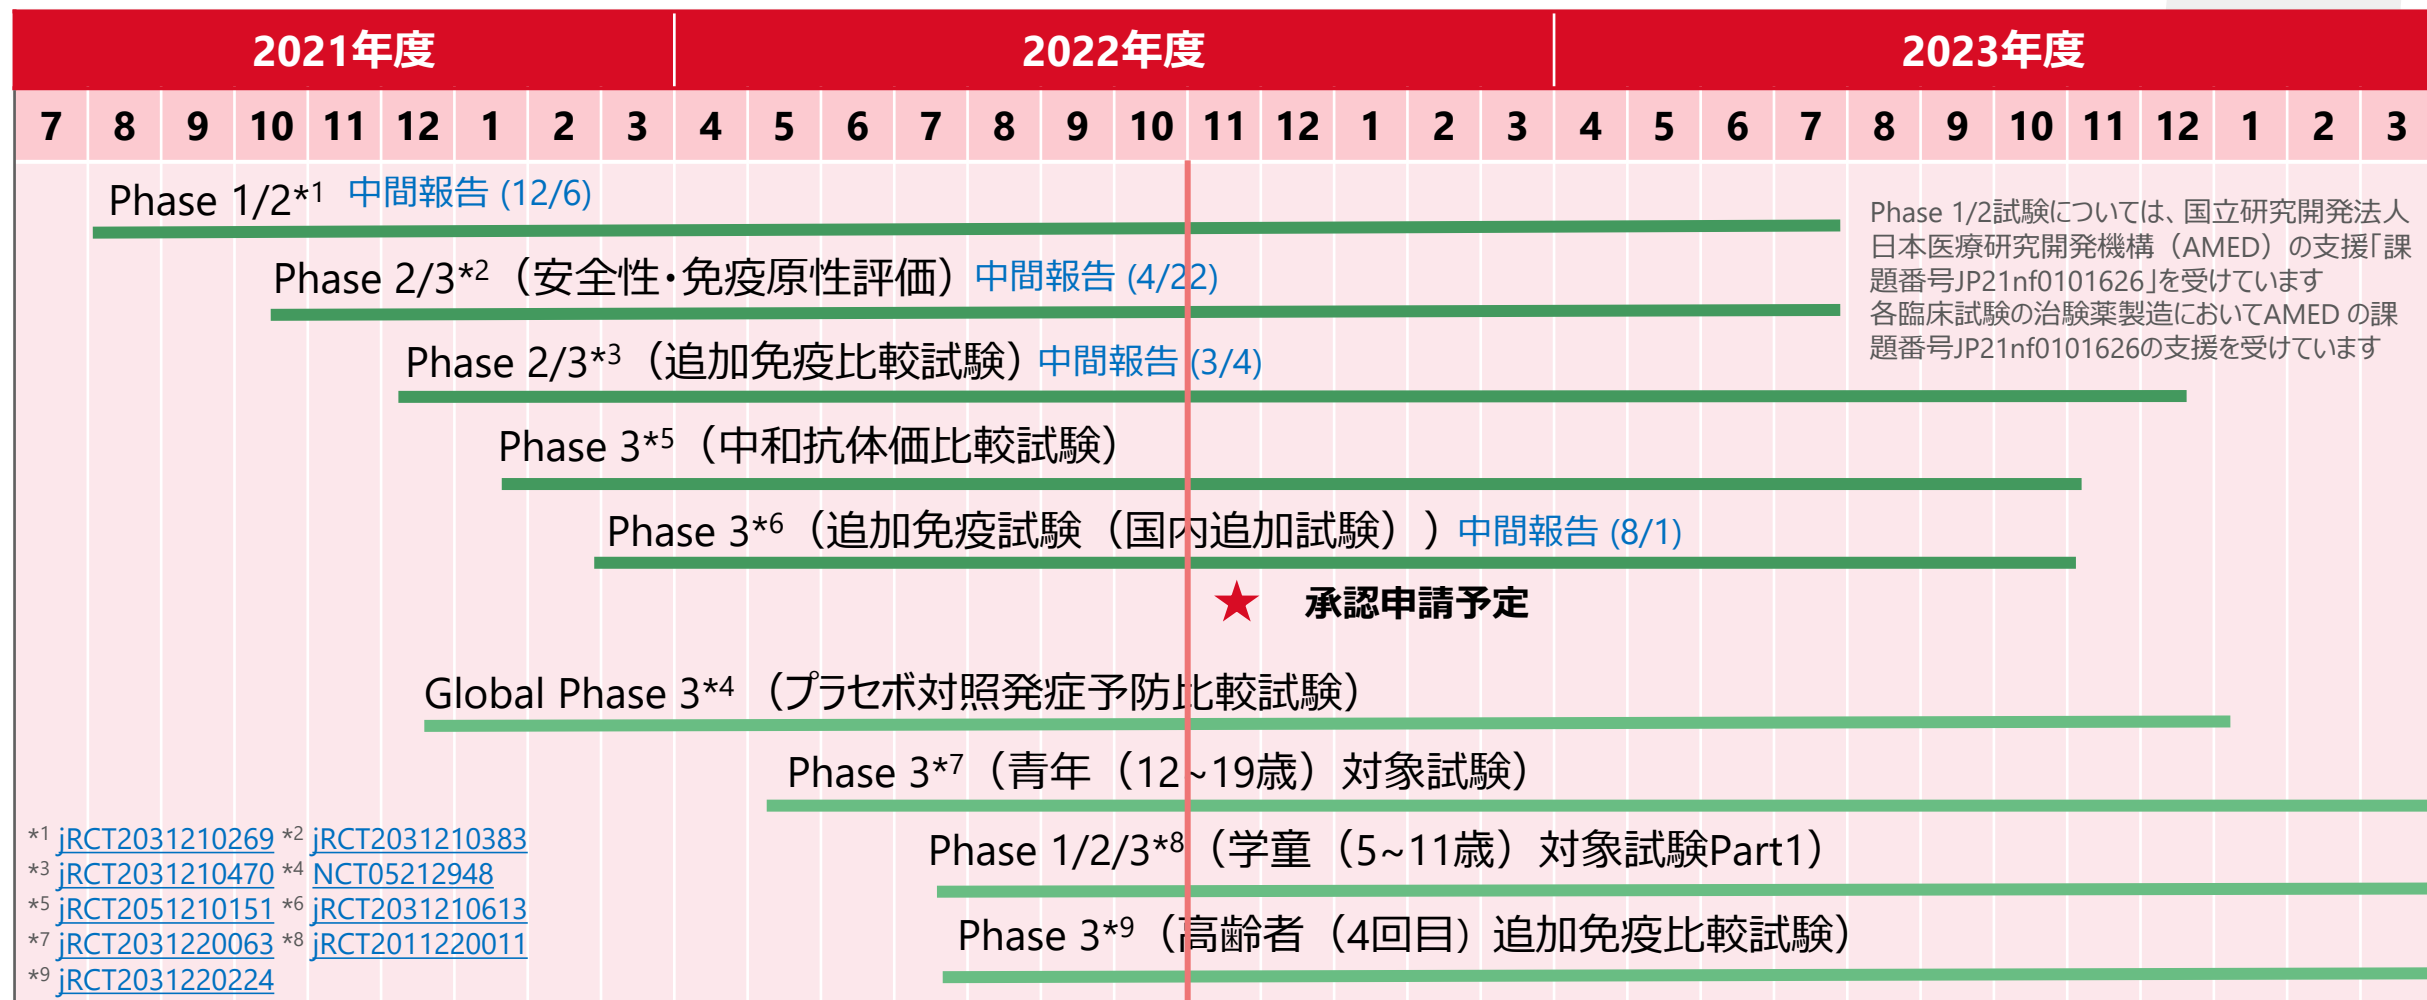 2021年度 2022年度 2023年度
7 8 9 10 11 12 1 2 3 4 5 6 7 8 9 10 11 12 1 2 3 4 5 6 7 8 9 10 11 12 1 2 3
Phase 1/2*1 中間報告 (12/6)
Phase 2/3*2（安全性・免疫原性評価）中間報告 (4/22)
Phase 2/3*3（追加免疫比較試験）中間報告 (3/4)
Phase 3*5（中和抗体価比較試験）
Phase 3*6（追加免疫試験（国内追加試験））中間報告 (8/1)
★ 承認申請予定
Global Phase 3*4 （プラセボ対照発症予防比較試験）
Phase 3*7（青年（12~19歳）対象試験）
Phase 1/2/3*8（学童（5~11歳）対象試験Part1）
Phase 3*9（高齢者（4回目）追加免疫比較試験）
Phase 1/2試験については、国立研究開発法人
日本医療研究開発機構（AMED）の支援｢課
題番号JP21nf0101626｣を受けています
各臨床試験の治験薬製造においてAMED の課
題番号JP21nf0101626の支援を受けています
*1 jRCT2031210269 *2 jRCT2031210383
*3 jRCT2031210470 *4 NCT05212948
*5 jRCT2051210151 *6 jRCT2031210613
*7 jRCT2031220063 *8 jRCT2011220011
*9 jRCT2031220224